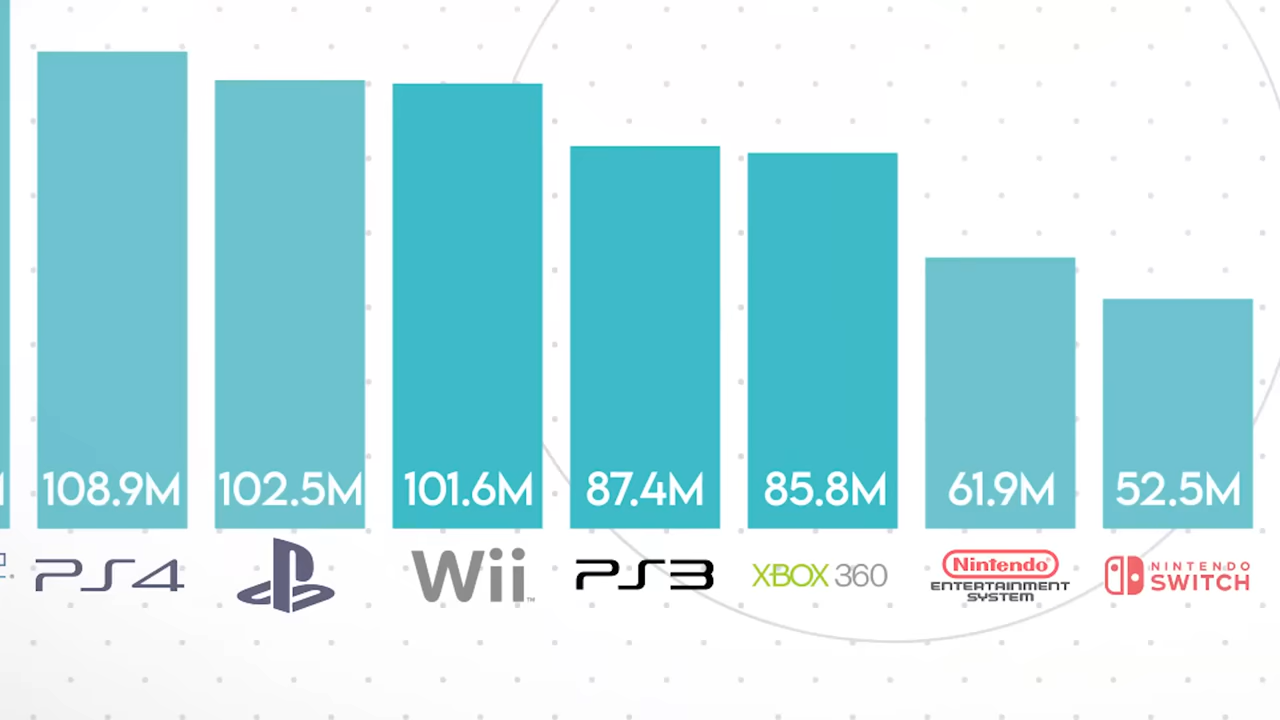 108.9M
102.5M
101.6M
87.4M
85.8M
61.9M
52.5M
PS4
Wii™
PS3
XBOX 360
Nintendo®
ENTERTAINMENT
SYSTEM
NINTENDO
SWITCH